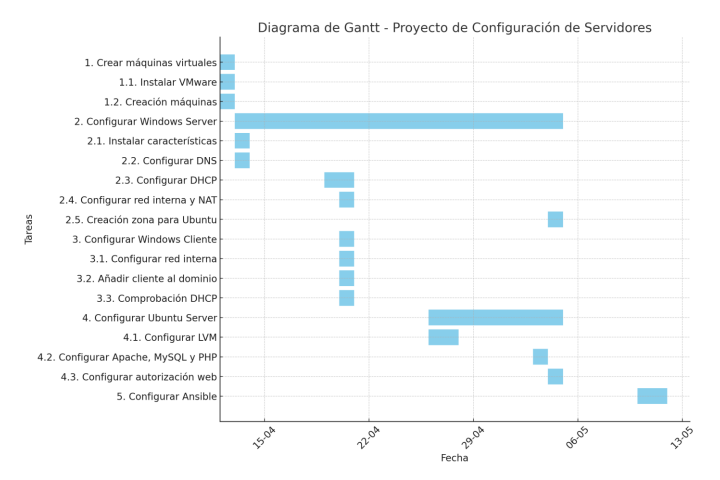 Diagrama de Gantt - Proyecto de Configuración de Servidores
Tareas
1. Crear máquinas virtuales
1.1. Instalar VMware
1.2. Creación máquinas
2. Configurar Windows Server
2.1. Instalar características
2.2. Configurar DNS
2.3. Configurar DHCP
2.4. Configurar red interna y NAT
2.5. Creación zona para Ubuntu
3. Configurar Windows Cliente
3.1. Configurar red interna
3.2. Añadir cliente al dominio
3.3. Comprobación DHCP
4. Configurar Ubuntu Server
4.1. Configurar LVM
4.2. Configurar Apache, MySQL y PHP
4.3. Configurar autorización web
5. Configurar Ansible
15-04
22-04
29-04
06-05
13-05
Fecha